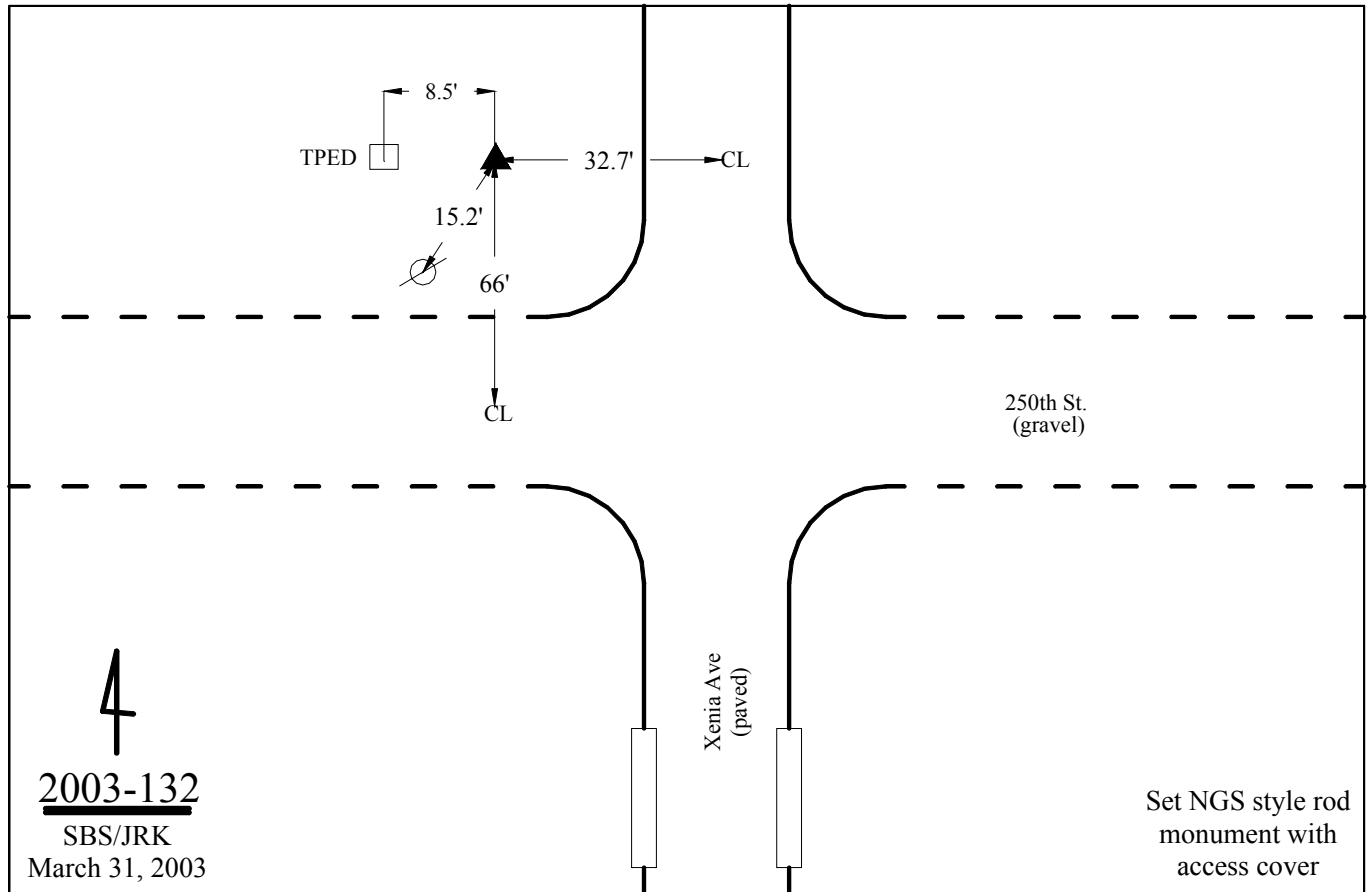 8.5'
TPED
32.7'
CL
15.2'
66'
CL
250th St.
(gravel)
Xenia Ave
(paved)
2003-132
SBS/JRK
March 31, 2003
Set NGS style rod
monument with
access cover